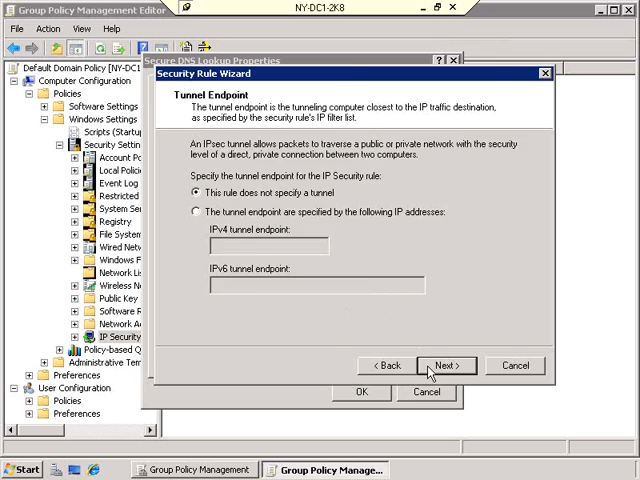 Group Policy Management Editor
NY-DC1-2K8
File Action View Help
Secure DNS Lookup Properties
Default Domain Policy [NY-DC1-2K
Computer Configuration
Policies
Software Settings
Windows Settings
Scripts (Startu
Security Settin
Account Po
Local Policie
Event Log
Restricted
System Ser
Registry
File System
Wired Netw
Windows F
Network Lis
Wireless N
Public Key
Software R
Network Ac
IP Security
Policy-based Q
Administrative Tem
Preferences
User Configuration
Policies
Preferences
Security Rule Wizard
Tunnel Endpoint
The tunnel endpoint is the tunneling computer closest to the IP traffic destination,
as specified by the security rule's IP filter list.
An IPsec tunnel allows packets to traverse a public or private network with the security
level of a direct, private connection between two computers.
Specify the tunnel endpoint for the IP Security rule:
This rule does not specify a tunnel
The tunnel endpoint are specified by the following IP addresses:
IPv4 tunnel endpoint:
IPv6 tunnel endpoint:
< Back Next > Cancel
OK Cancel
Start Group Policy Management Group Policy Manage...